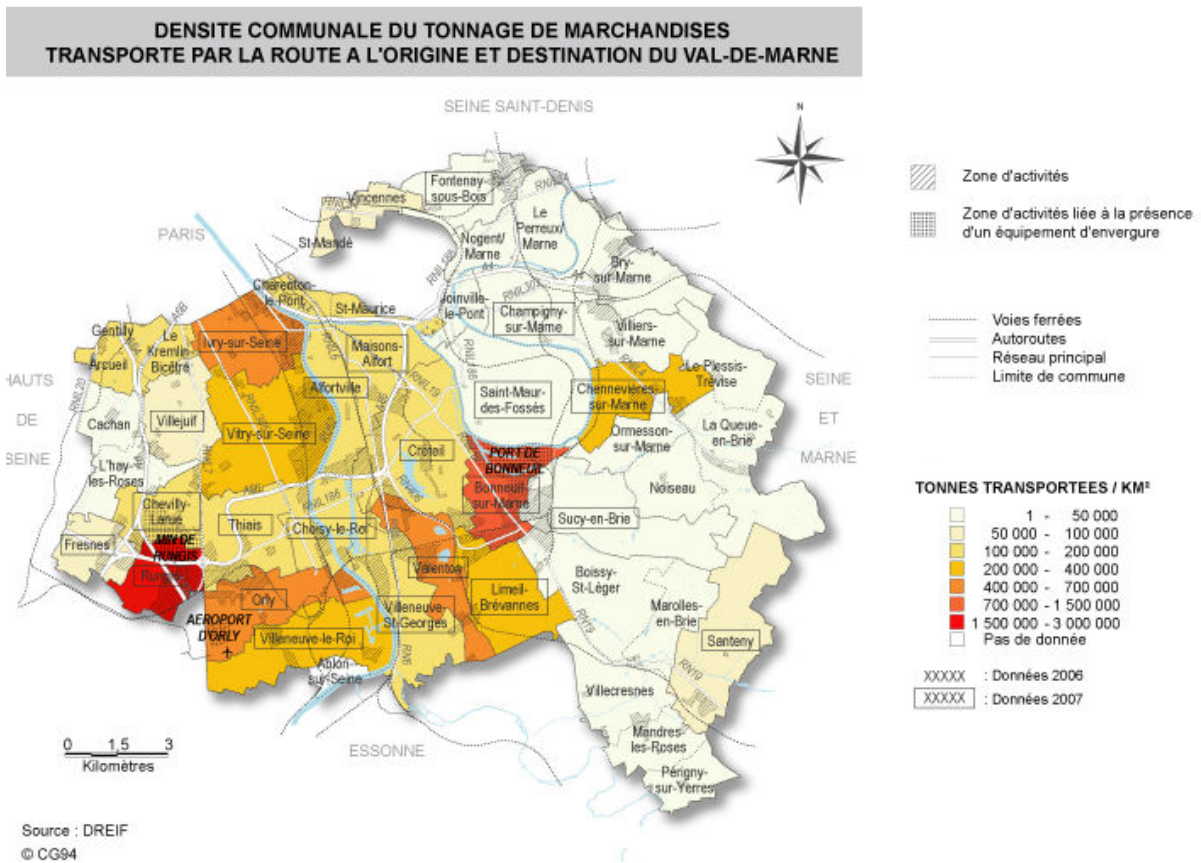 DENSITE COMMUNALE DU TONNAGE DE MARCHANDISES
TRANSPORTE PAR LA ROUTE A L'ORIGINE ET DESTINATION DU VAL-DE-MARNE
SEINE SAINT-DENIS
N
PARIS
Fontenay-
sous-Bois
Vincennes
St-Mandé
Le
Perreux/
Marne
Nogent/
Marne
Bry-
sur-Marne
Charenton-
le-Pont
St-Maurice
Joinville-
le-Pont
Champigny-
sur-Marne
Villiers-
sur-Marne
Gentilly
Arcueil
Le
Kremlin-
Bicêtre
Ivry-sur-Seine
Maisons-
Alfort
Alfortville
Saint-Maur-
des-Fossés
Chennevières-
sur-Marne
Le Plessis-
Trévise
HAUTS
DE
SEINE
SEINE
ET
MARNE
Cachan
Villejuif
Vitry-sur-Seine
Ormesson-
sur-Marne
La Queue-
en-Brie
L'hay-
les-Roses
Créteil
PORT DE
BONNEUIL
Bonneuil-
sur-Marne
Noiseau
Sucy-en-Brie
Chevilly-
Larue
Thiais
Choisy-le-Roi
Fresnes
MIN DE
RUNGIS
Rungis
Valenton
Limeil-
Brévannes
Boissy-
St-Léger
Orly
AEROPORT
D'ORLY
Villeneuve-le-Roi
Villeneuve-
St-Georges
Marolles-
en-Brie
Santeny
Ablon-
sur-Seine
Villecresnes
Mandres-
les-Roses
Périgny-
sur-Yerres
ESSONNE
A6B
A86
A4
RNIL20
RNIL19
RNIL186
RN7
RN6
RN19
0 1,5 3
Kilomètres
Source : DREIF
© CG94
Zone d'activités
Zone d'activités liée à la présence
d'un équipement d'envergure
Voies ferrées
Autoroutes
Réseau principal
Limite de commune
TONNES TRANSPORTEES / KM²
1 - 50 000
50 000 - 100 000
100 000 - 200 000
200 000 - 400 000
400 000 - 700 000
700 000 - 1 500 000
1 500 000 - 3 000 000
Pas de donnée
XXXXX : Données 2006
XXXXX : Données 2007